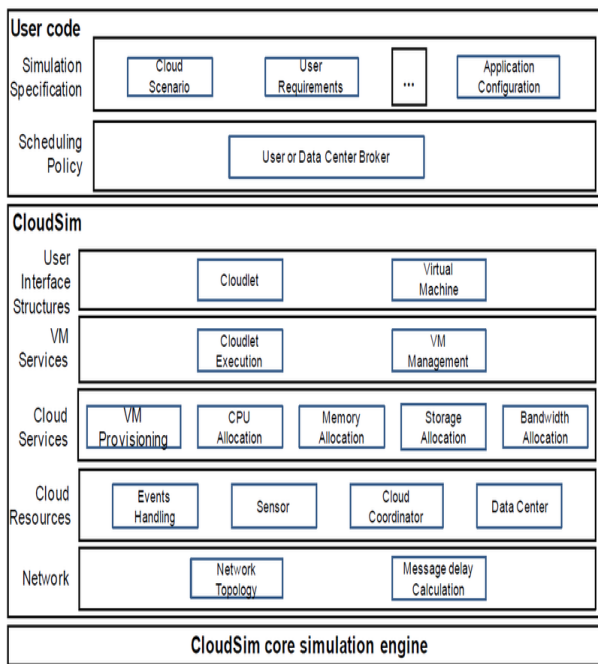 User code
Simulation
Specification
Cloud
Scenario
User
Requirements
...
Application
Configuration
Scheduling
Policy
User or Data Center Broker
CloudSim
User
Interface
Structures
Cloudlet
Virtual
Machine
VM
Services
Cloudlet
Execution
VM
Management
Cloud
Services
VM
Provisioning
CPU
Allocation
Memory
Allocation
Storage
Allocation
Bandwidth
Allocation
Cloud
Resources
Events
Handling
Sensor
Cloud
Coordinator
Data Center
Network
Network
Topology
Message delay
Calculation
CloudSim core simulation engine